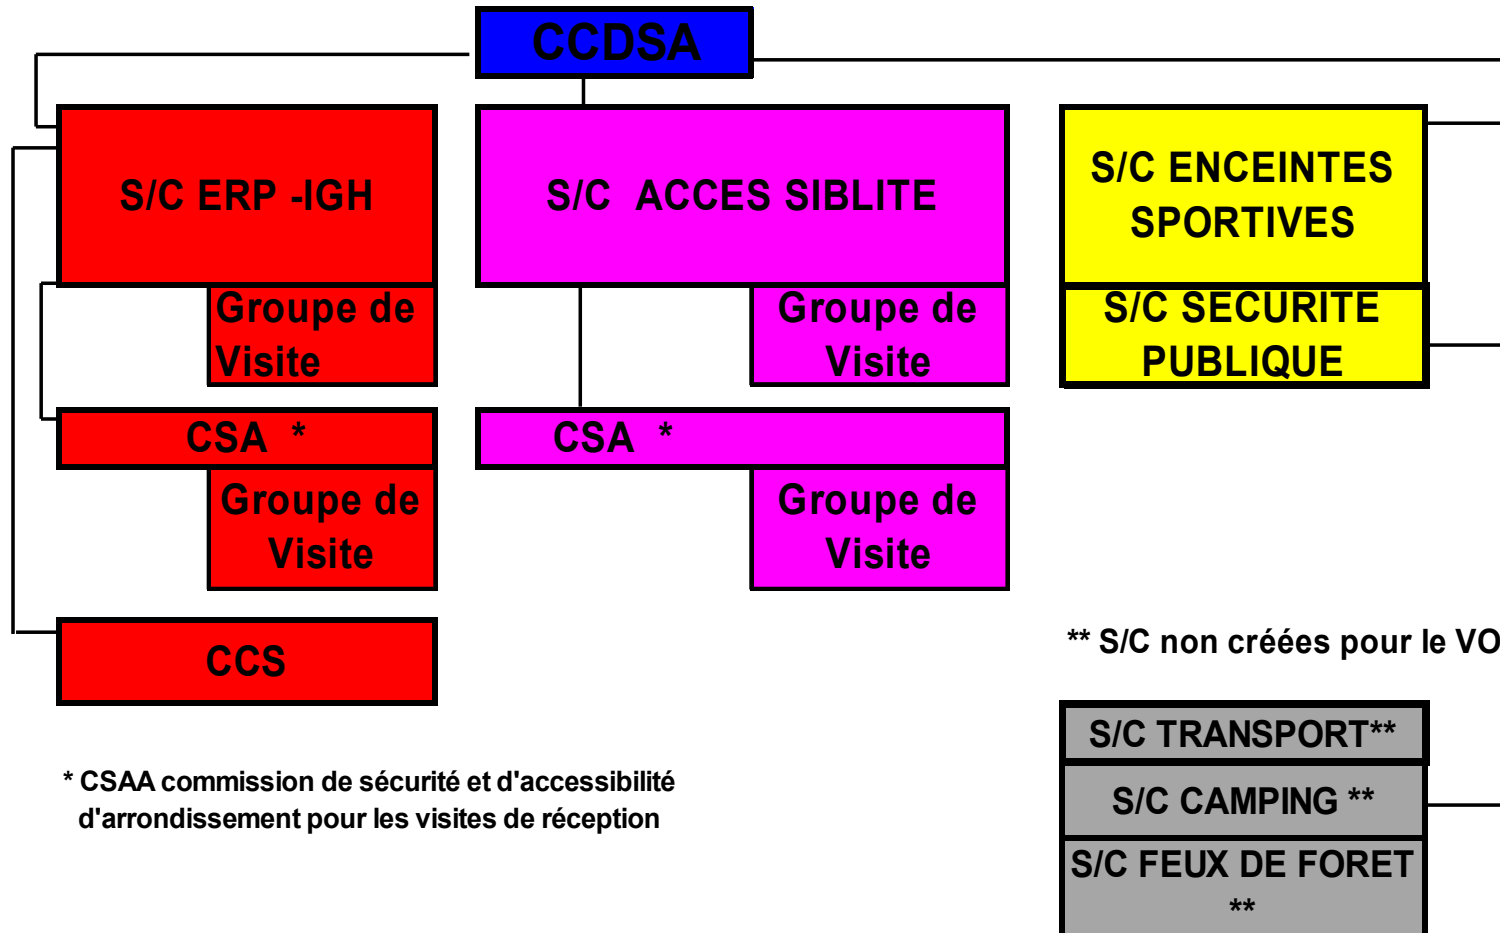 CCDSA
S/C ERP -IGH
Groupe de
Visite
CSA *
Groupe de
Visite
CCS
S/C ACCES SIBLITE
Groupe de
Visite
CSA *
Groupe de
Visite
S/C ENCEINTES
SPORTIVES
S/C SECURITE
PUBLIQUE
** S/C non créées pour le VO
S/C TRANSPORT**
S/C CAMPING **
S/C FEUX DE FORET
**
* CSAA commission de sécurité et d'accessibilité
d'arrondissement pour les visites de réception